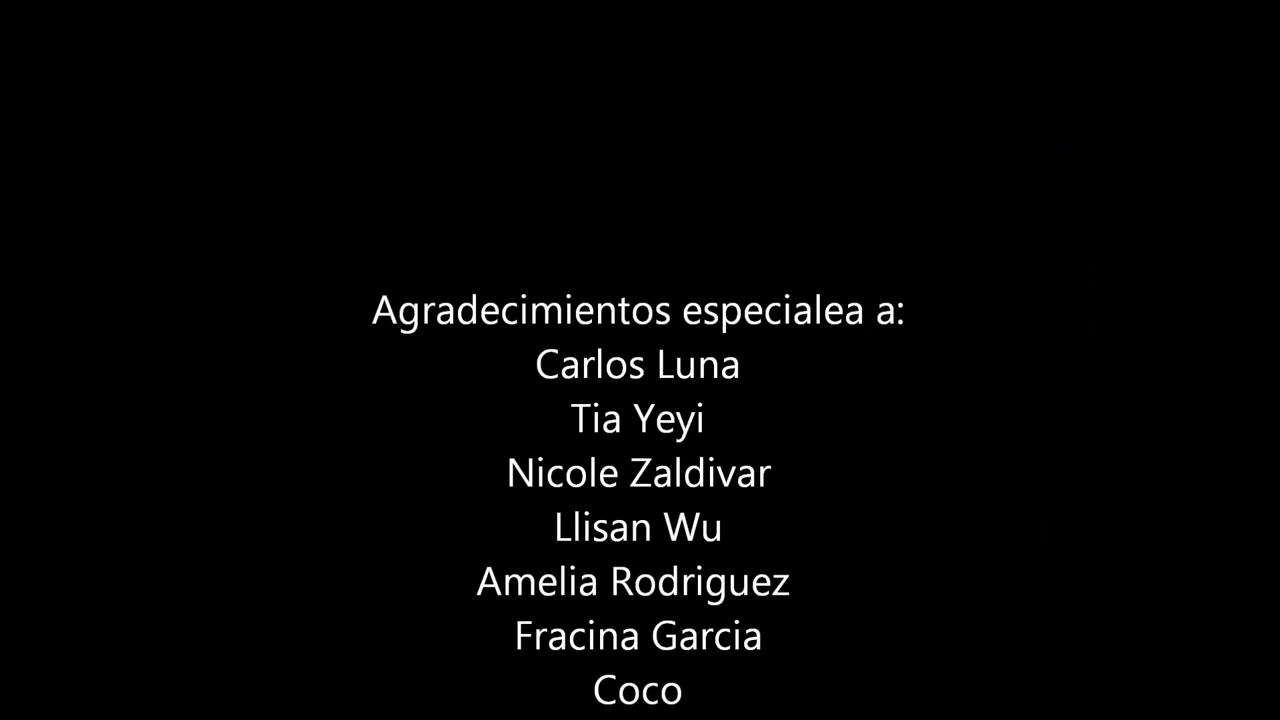 Agradecimientos especialea a:
Carlos Luna
Tia Yeyi
Nicole Zaldivar
Llisan Wu
Amelia Rodriguez
Fracina Garcia
Coco